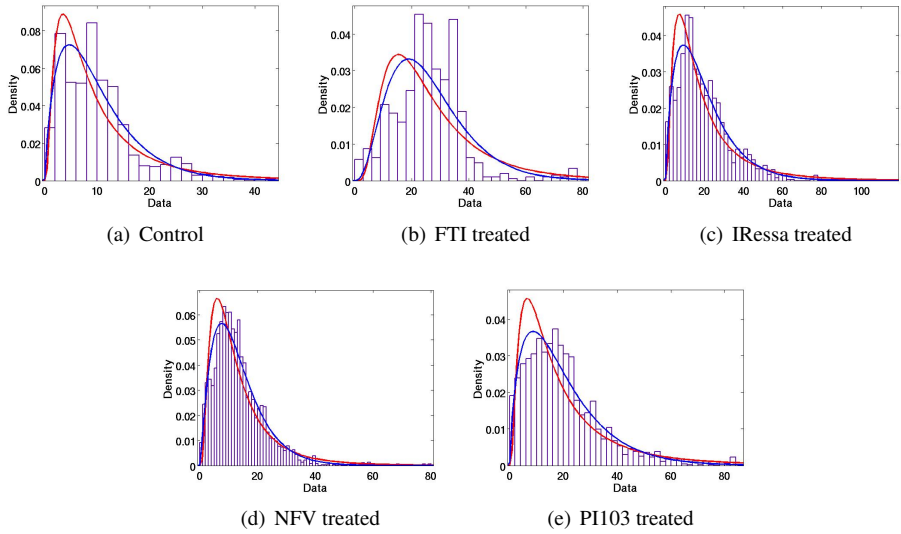 0.08
0.06
0.04
0.02
0
Density
0 10 20 30 40
Data
(a) Control
0.04
0.03
0.02
0.01
0
Density
0 20 40 60 80
Data
(b) FTI treated
0.04
0.03
0.02
0.01
0
Density
0 20 40 60 80 100
Data
(c) IRessa treated
0.06
0.05
0.04
0.03
0.02
0.01
0
Density
0 20 40 60 80
Data
(d) NFV treated
0.04
0.03
0.02
0.01
0
Density
0 20 40 60 80
Data
(e) PI103 treated